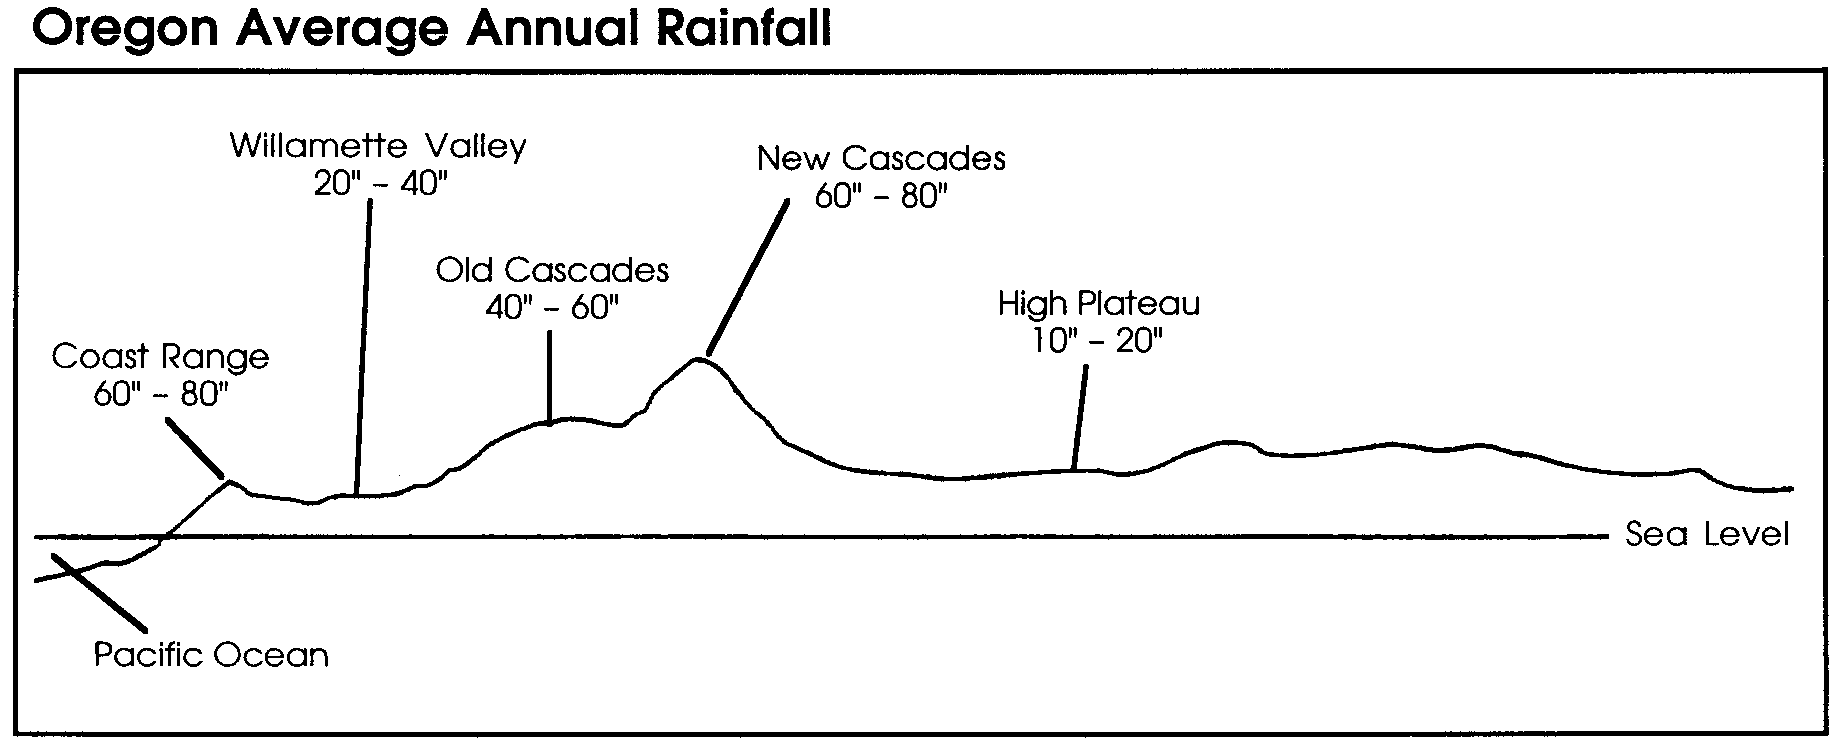 Oregon Average Annual Rainfall
Willamette Valley
20" – 40"
New Cascades
60" – 80"
Old Cascades
40" – 60"
High Plateau
10" – 20"
Coast Range
60" – 80"
Sea Level
Pacific Ocean